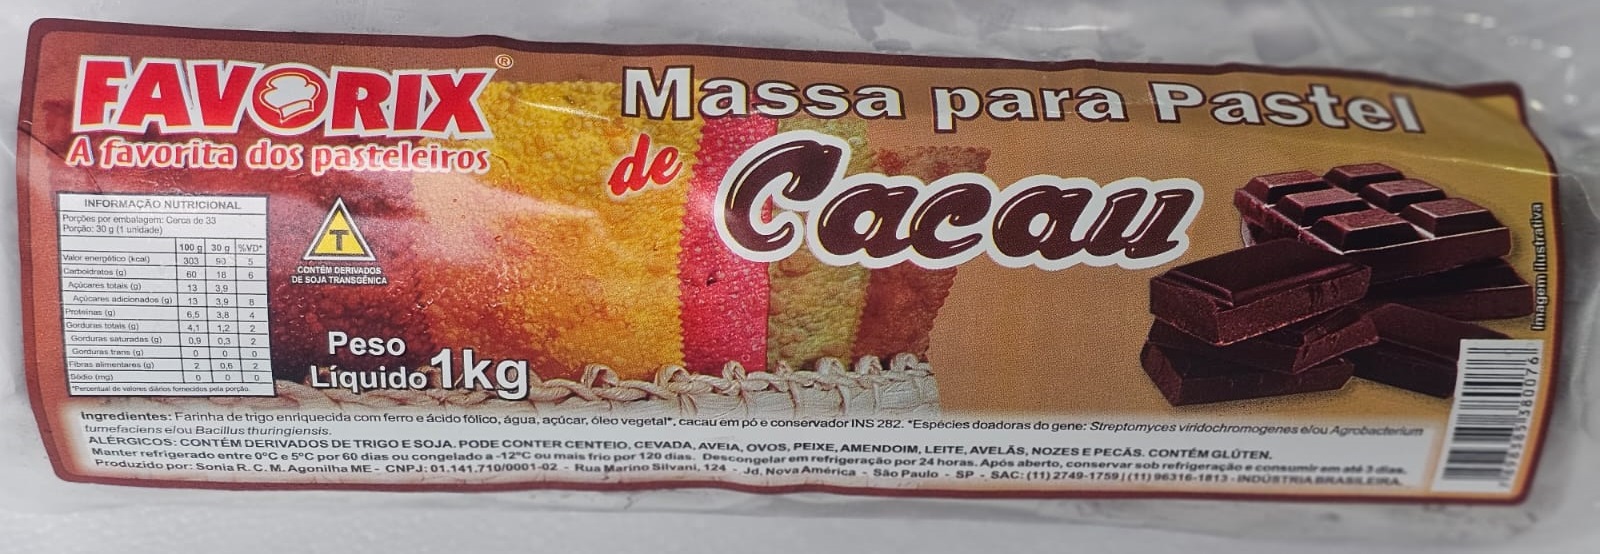 FAVORIX®
A favorita dos pasteleiros
Massa para Pastel
de Cacau
INFORMAÇÃO NUTRICIONAL
Porções por embalagem: Cerca de 33
Porção: 30 g (1 unidade)
100 g 30 g %VD*
Valor energético (kcal) 303 90 5
Carboidratos (g) 60 18 6
Açúcares totais (g) 13 3,9
Açúcares adicionados (g) 13 3,9 8
Proteínas (g) 6,5 3,8 4
Gorduras totais (g) 4,1 1,2 2
Gorduras saturadas (g) 0,9 0,3 2
Gorduras trans (g) 0 0 0
Fibras alimentares (g) 2 0,6 2
Sódio (mg) 0 0 0
*Percentual de valores diários fornecidos pela porção.
T
CONTÉM DERIVADOS
DE SOJA TRANSGÊNICA
Peso
Líquido 1kg
Imagem ilustrativa
Ingredientes: Farinha de trigo enriquecida com ferro e ácido fólico, água, açúcar, óleo vegetal*, cacau em pó e conservador INS 282. *Espécies doadoras do gene: Streptomyces viridochromogenes e/ou Agrobacterium
tumefaciens e/ou Bacillus thuringiensis.
ALÉRGICOS: CONTÉM DERIVADOS DE TRIGO E SOJA. PODE CONTER CENTEIO, CEVADA, AVEIA, OVOS, PEIXE, AMENDOIM, LEITE, AVELÃS, NOZES E PECÃS. CONTÉM GLÚTEN.
Manter refrigerado entre 0°C e 5°C por 60 dias ou congelado a -12°C ou mais frio por 120 dias. Descongelar em refrigeração por 24 horas. Após aberto, conservar sob refrigeração e consumir em até 3 dias.
Produzido por: Sonia R. C. M. Agonilha ME - CNPJ: 01.141.710/0001-02 - Rua Marino Silvani, 124 - Jd. Nova América - São Paulo - SP - SAC: (11) 2749-1759 | (11) 96316-1813 - INDÚSTRIA BRASILEIRA.